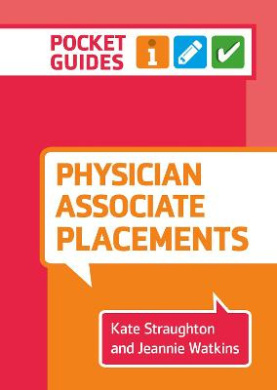 POCKET
GUIDES
PHYSICIAN
ASSOCIATE
PLACEMENTS
Kate Straughton
and Jeannie Watkins